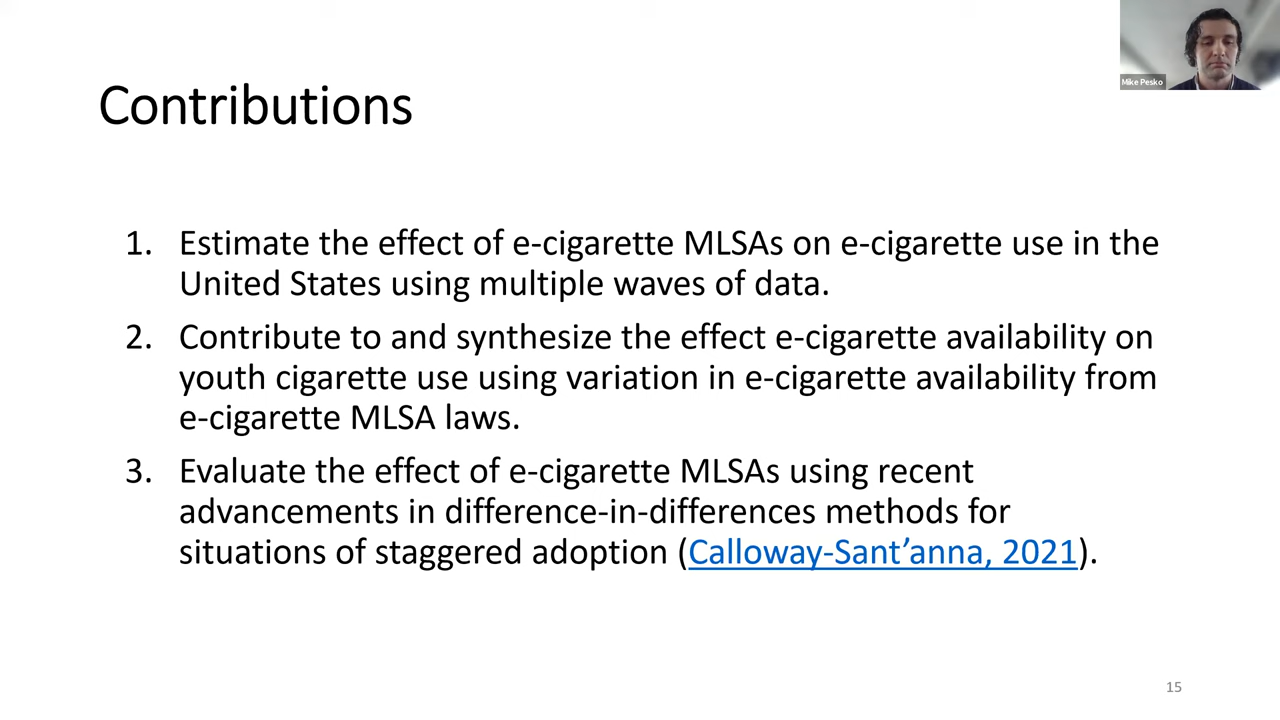 Mike Pesko
Contributions
1. Estimate the effect of e-cigarette MLSAs on e-cigarette use in the
United States using multiple waves of data.
2. Contribute to and synthesize the effect e-cigarette availability on
youth cigarette use using variation in e-cigarette availability from
e-cigarette MLSA laws.
3. Evaluate the effect of e-cigarette MLSAs using recent
advancements in difference-in-differences methods for
situations of staggered adoption (Calloway-Sant’anna, 2021).
15